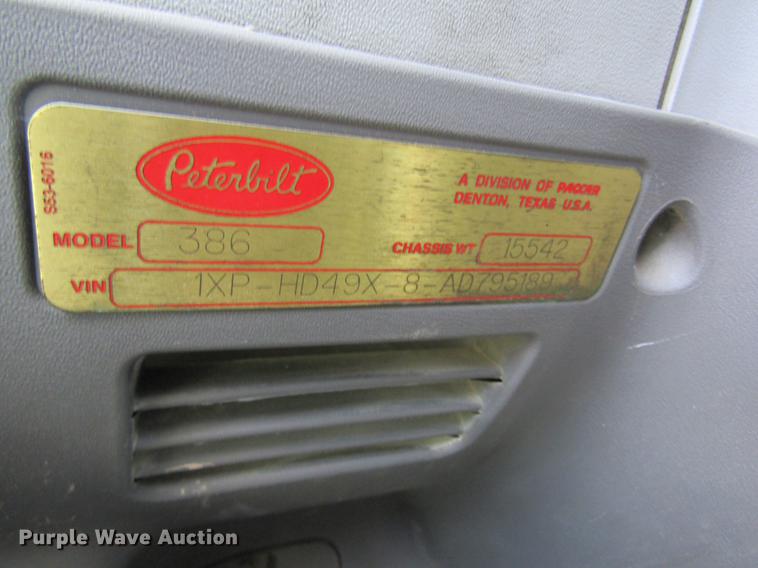 Peterbilt
A DIVISION OF PACCAR
DENTON, TEXAS U.S.A.
S53-6016
MODEL 386 CHASSIS WT 15542
VIN 1XP-HD49X-8-AD795189
Purple Wave Auction